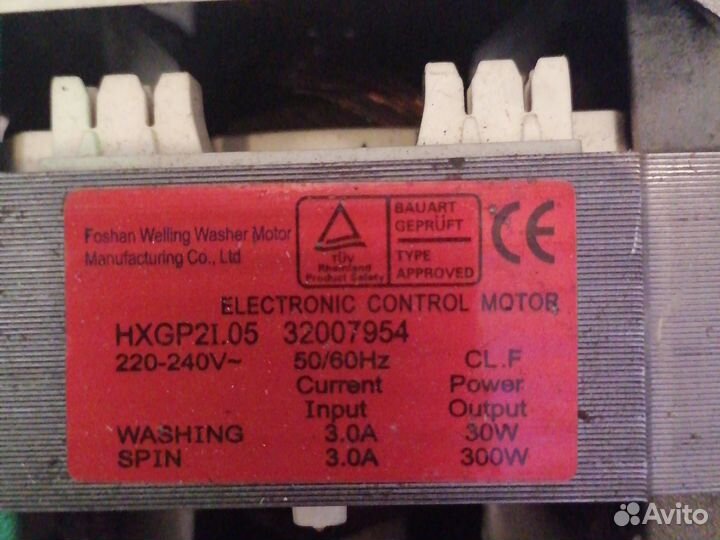 Foshan Welling Washer Motor
Manufacturing Co., Ltd
TÜV
Rheinland
Product Safety
BAUART
GEPRÜFT
TYPE
APPROVED
CE
ELECTRONIC CONTROL MOTOR
HXGP2I.05 32007954
220-240V~ 50/60Hz CL.F
Current Power
Input Output
WASHING 3.0A 30W
SPIN 3.0A 300W
Avito